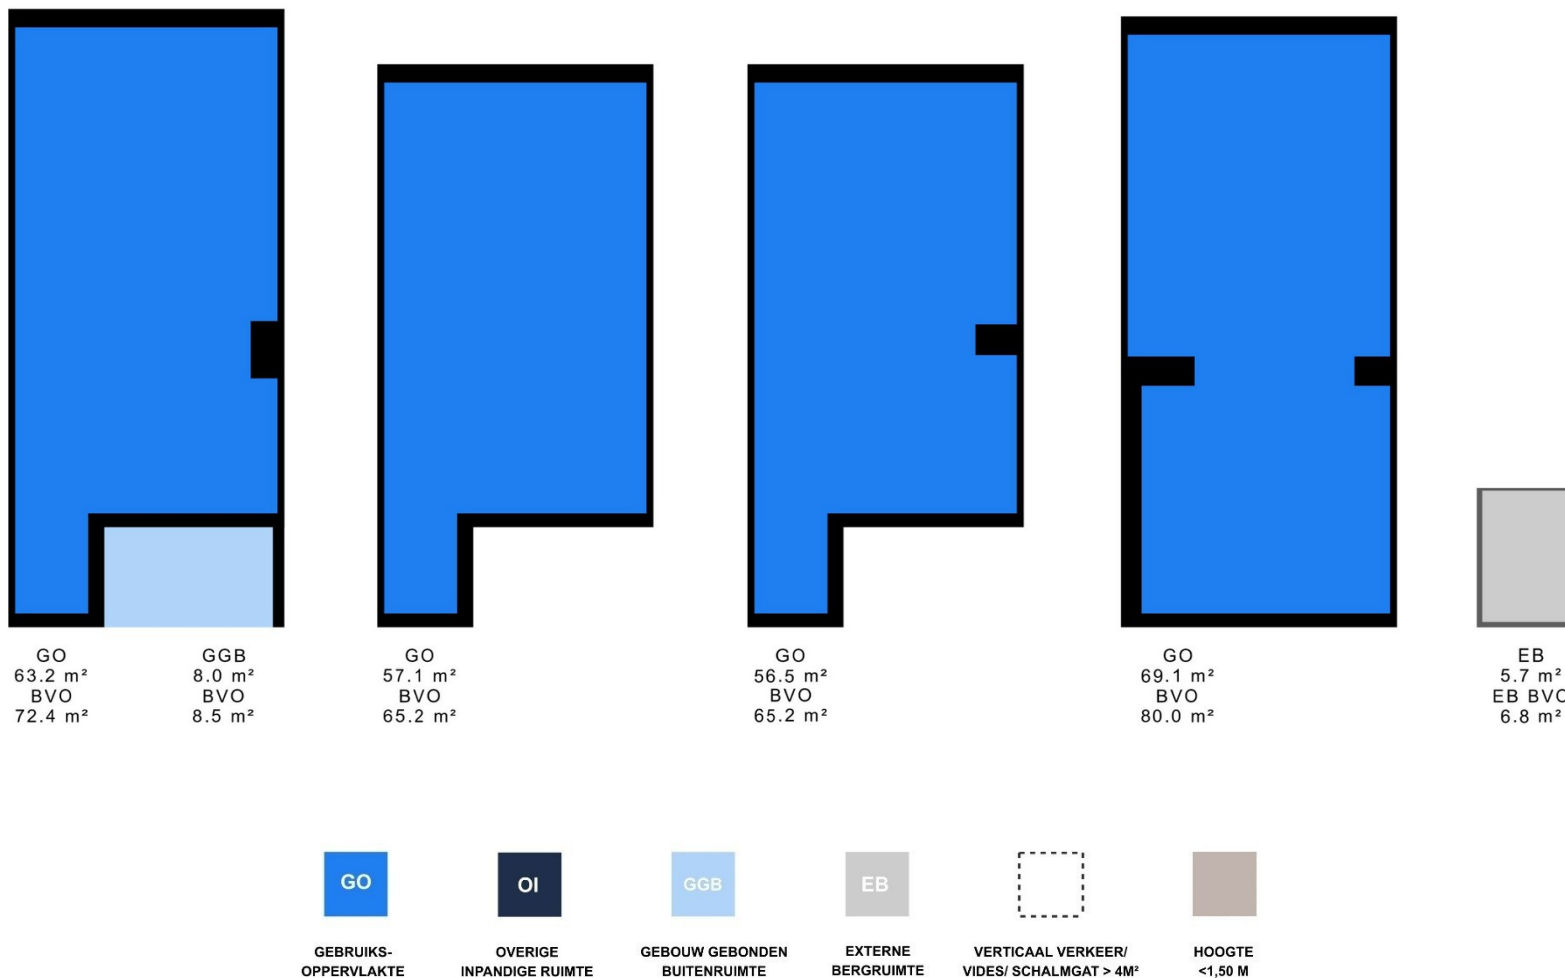 GO
63.2 m²
BVO
72.4 m²
GGB
8.0 m²
BVO
8.5 m²
GO
57.1 m²
BVO
65.2 m²
GO
56.5 m²
BVO
65.2 m²
GO
69.1 m²
BVO
80.0 m²
EB
5.7 m²
EB BVO
6.8 m²
GO
GEBRUIKS-
OPPERVLAKTE
OI
OVERIGE
INPANDIGE RUIMTE
GGB
GEBOUW GEBONDEN
BUITENRUIMTE
EB
EXTERNE
BERGRUIMTE
VERTICAAL VERKEER/
VIDES/ SCHALMGAT > 4M²
HOOGTE
<1,50 M